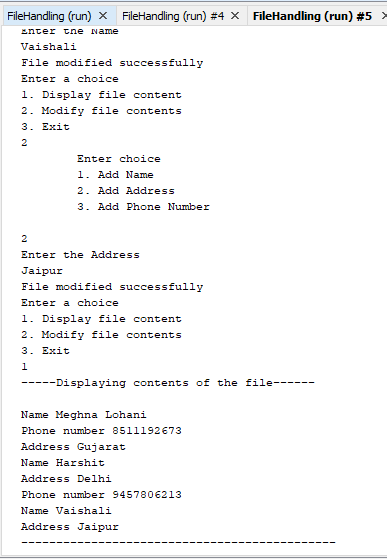 FileHandling (run) × FileHandling (run) #4 × FileHandling (run) #5 ×
Enter the Name
Vaishali
File modified successfully
Enter a choice
1. Display file content
2. Modify file contents
3. Exit
2
Enter choice
1. Add Name
2. Add Address
3. Add Phone Number
2
Enter the Address
Jaipur
File modified successfully
Enter a choice
1. Display file content
2. Modify file contents
3. Exit
1
-----Displaying contents of the file------
Name Meghna Lohani
Phone number 8511192673
Address Gujarat
Name Harshit
Address Delhi
Phone number 9457806213
Name Vaishali
Address Jaipur
-------------------------------------------------